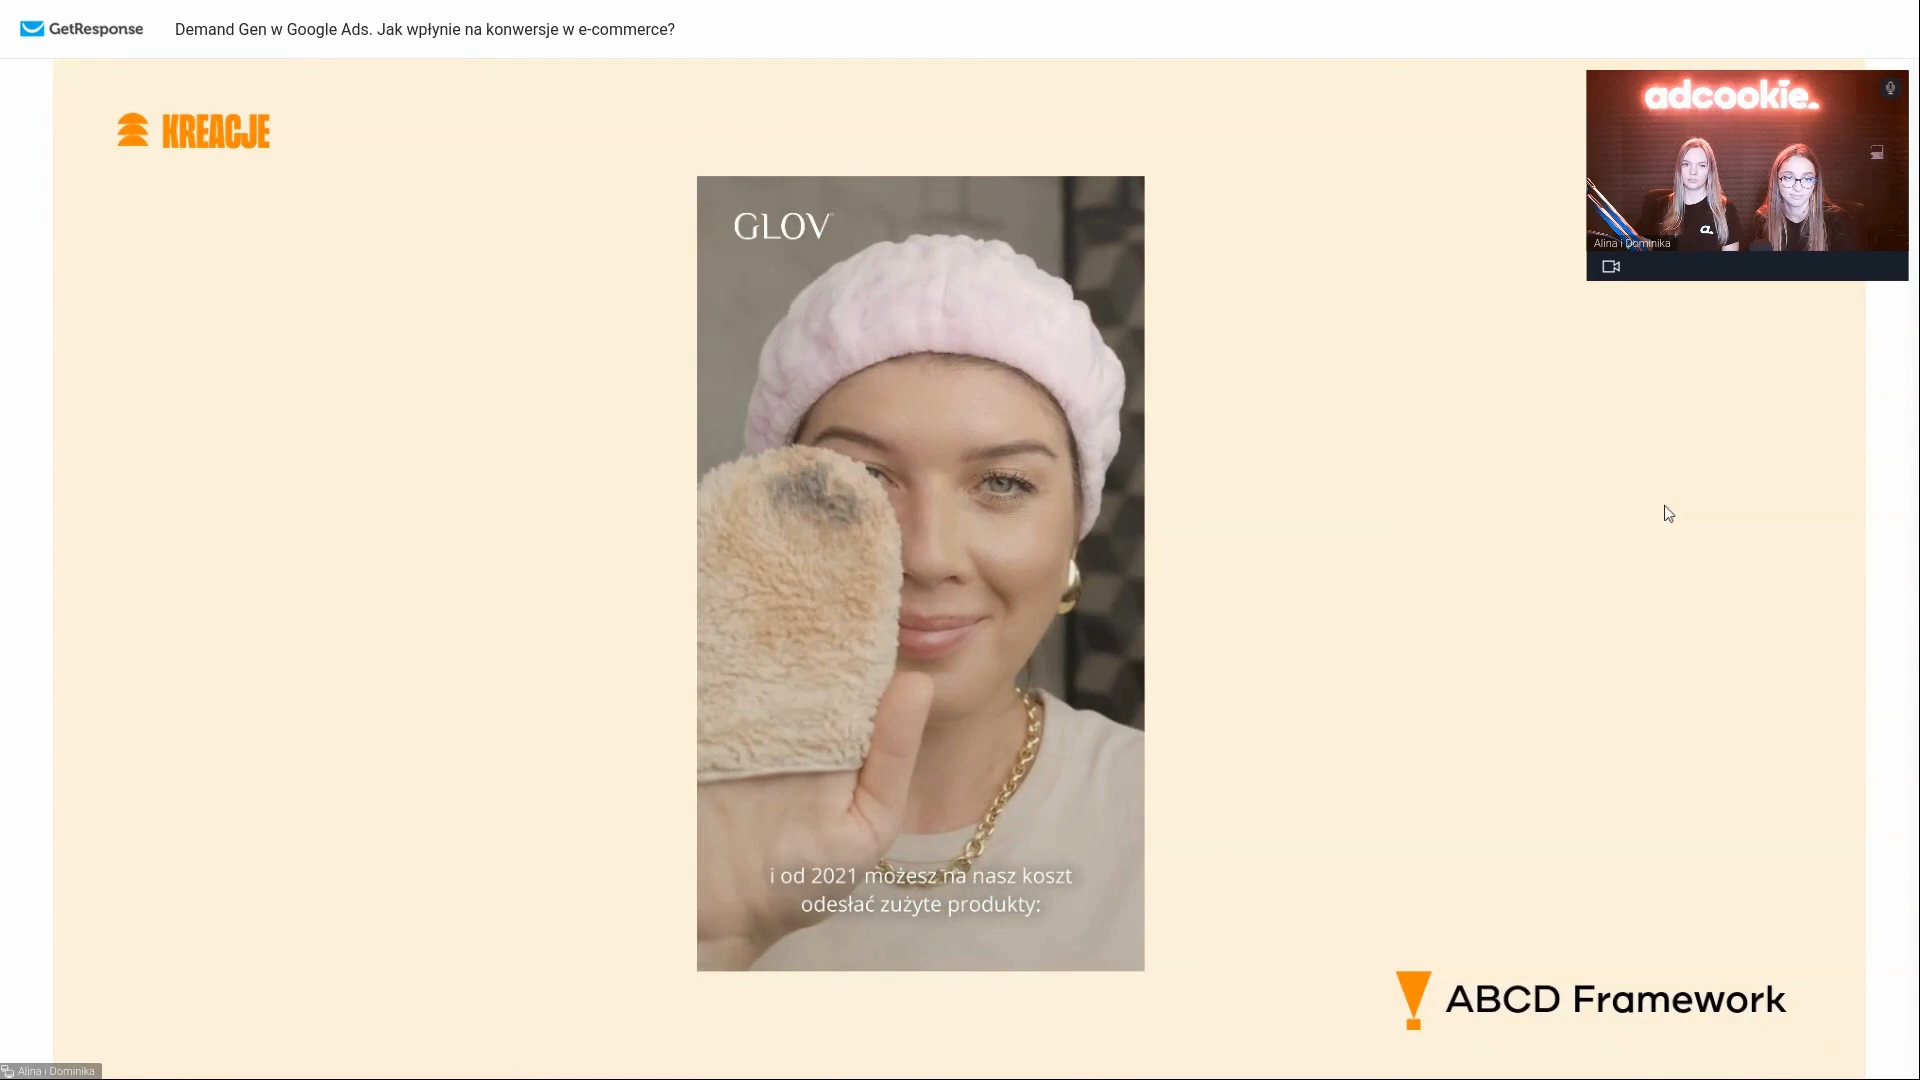 GetResponse
Demand Gen w Google Ads. Jak wpłynie na konwersje w e-commerce?
KREACJE
adcookie.
a.
Alina i Dominika
GLOV
i od 2021 możesz na nasz koszt
odesłać zużyte produkty:
ABCD Framework
Alina i Dominika